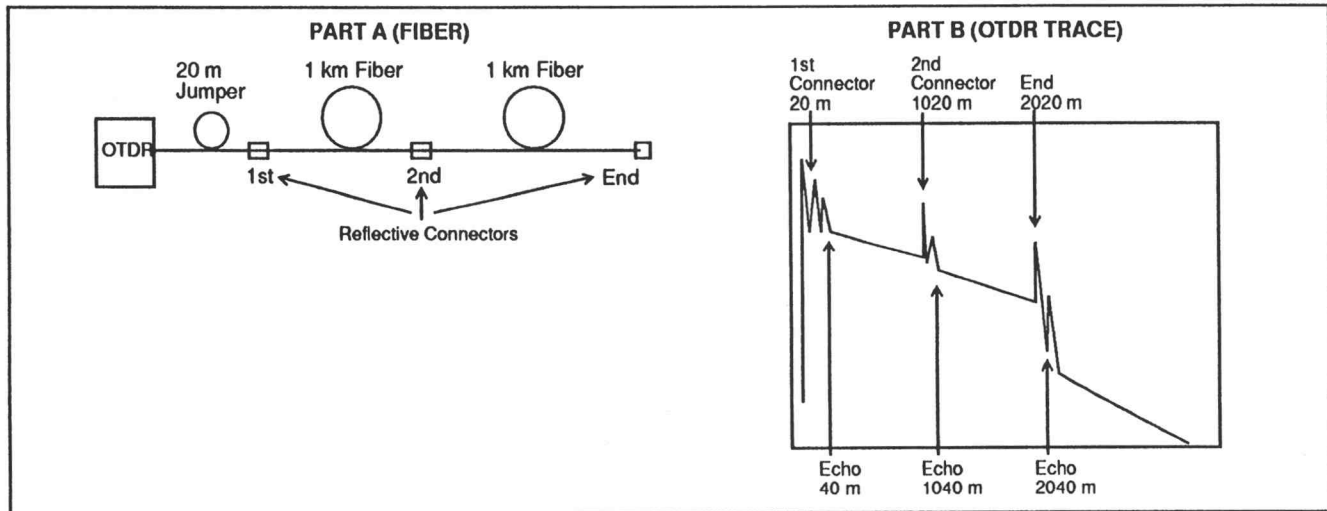 PART A (FIBER)
20 m
Jumper
1 km Fiber
1 km Fiber
OTDR
1st
2nd
End
Reflective Connectors
PART B (OTDR TRACE)
1st
Connector
20 m
2nd
Connector
1020 m
End
2020 m
Echo
40 m
Echo
1040 m
Echo
2040 m